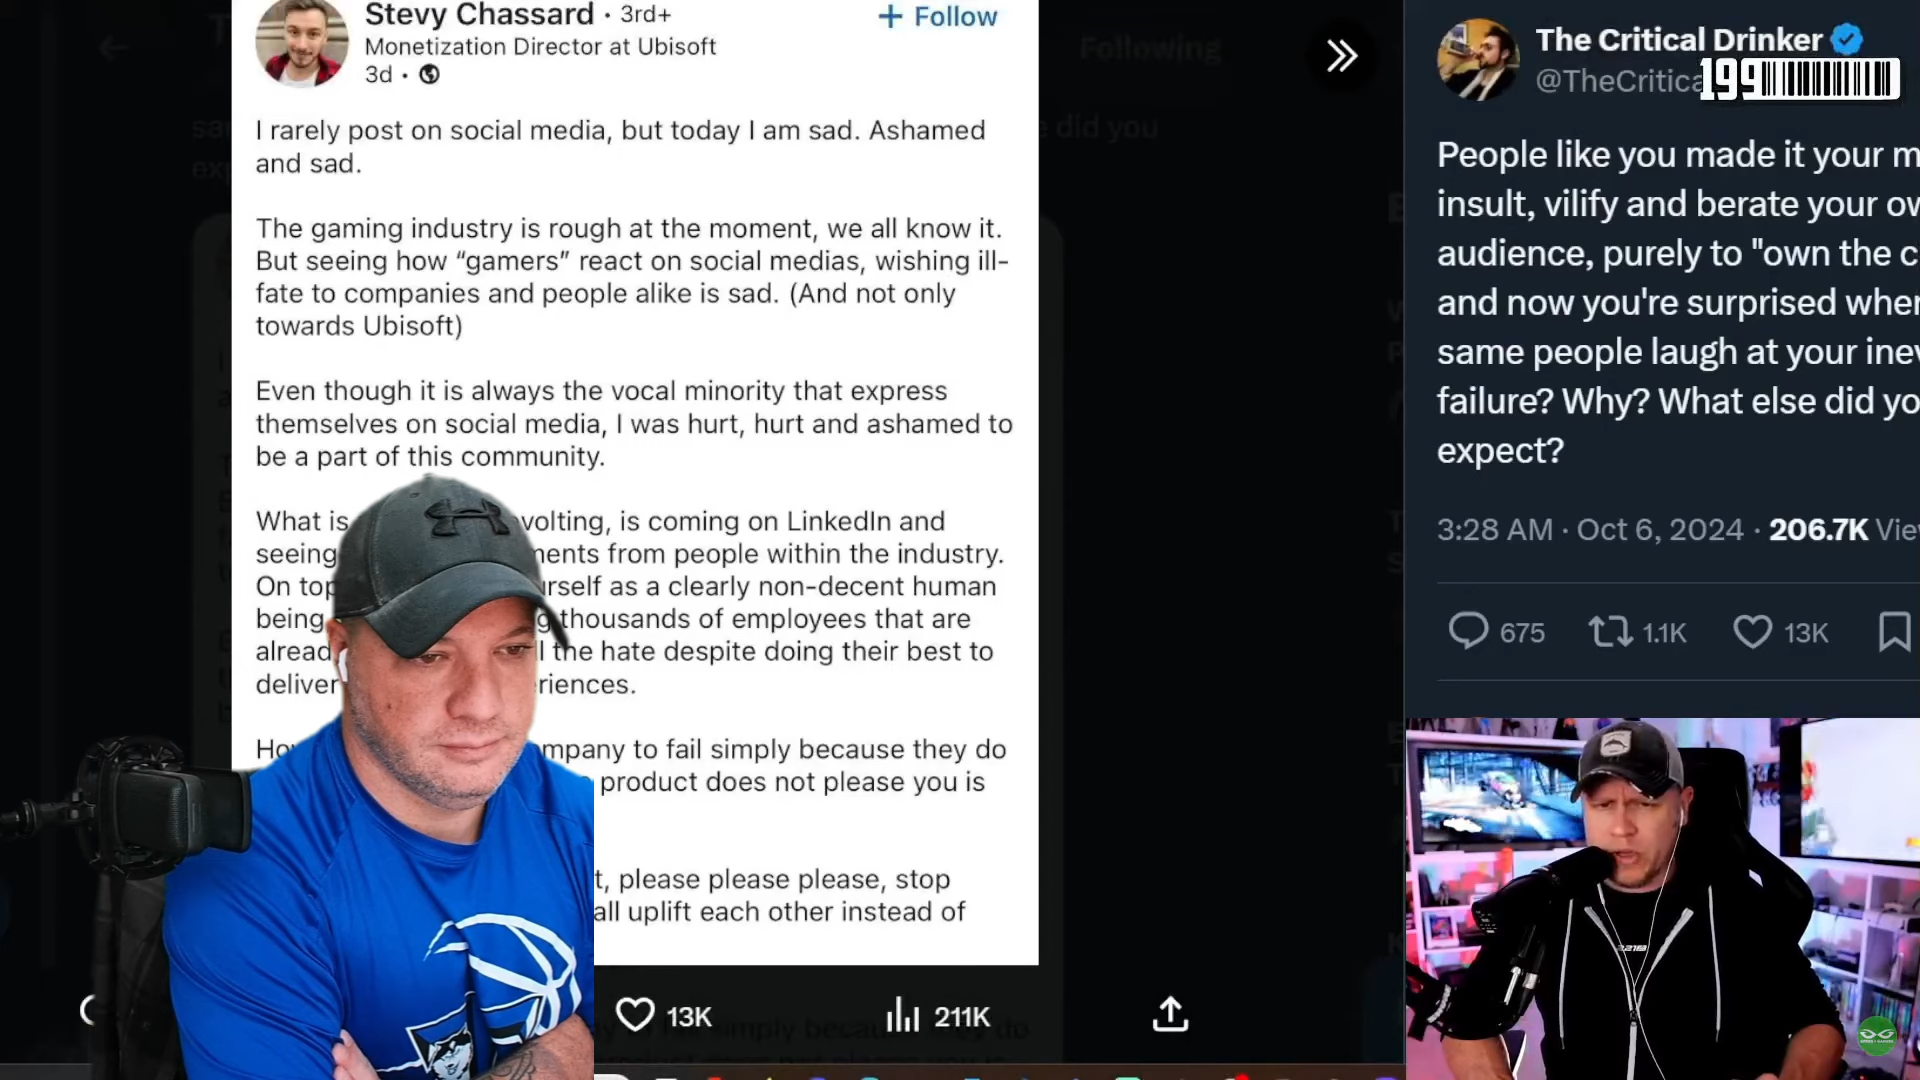 Stevy Chassard · 3rd+
+ Follow
Monetization Director at Ubisoft
3d ·
I rarely post on social media, but today I am sad. Ashamed
and sad.
The gaming industry is rough at the moment, we all know it.
But seeing how “gamers” react on social medias, wishing ill-
fate to companies and people alike is sad. (And not only
towards Ubisoft)
Even though it is always the vocal minority that express
themselves on social media, I was hurt, hurt and ashamed to
be a part of this community.
What is volting, is coming on LinkedIn and
seeing ments from people within the industry.
On top urself as a clearly non-decent human
being g thousands of employees that are
alread l the hate despite doing their best to
deliver riences.
Ho mpany to fail simply because they do
product does not please you is
t, please please please, stop
all uplift each other instead of
13K
211K
Following
did you
The Critical Drinker
@TheCritica
199
People like you made it your m
insult, vilify and berate your ow
audience, purely to "own the c
and now you're surprised when
same people laugh at your inev
failure? Why? What else did yo
expect?
3:28 AM · Oct 6, 2024 · 206.7K Vie
675
1.1K
13K